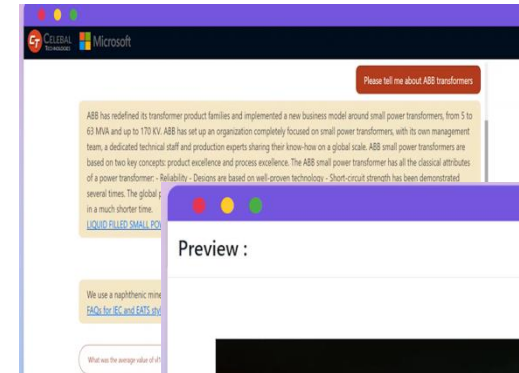 CELEBAL
TECHNOLOGIES
Microsoft
Please tell me about ABB transformers
ABB has redefined its transformer product families and implemented a new business model around small power transformers, from 5 to
63 MVA and up to 170 KV. ABB has set up an organization completely focused on small power transformers, with its own management
team, a dedicated technical staff and production experts sharing their know-how on a global scale. ABB small power transformers are
based on two key concepts: product excellence and process excellence. The ABB small power transformer has all the classical attributes
of a power transformer: - Reliability - Designs are based on well-proven technology - Short-circuit strength has been demonstrated
several times. The global
in a much shorter time.
LIQUID FILLED SMALL
Preview :
We use a naphthenic
FAQs for IEC and EATS
What was the average value of